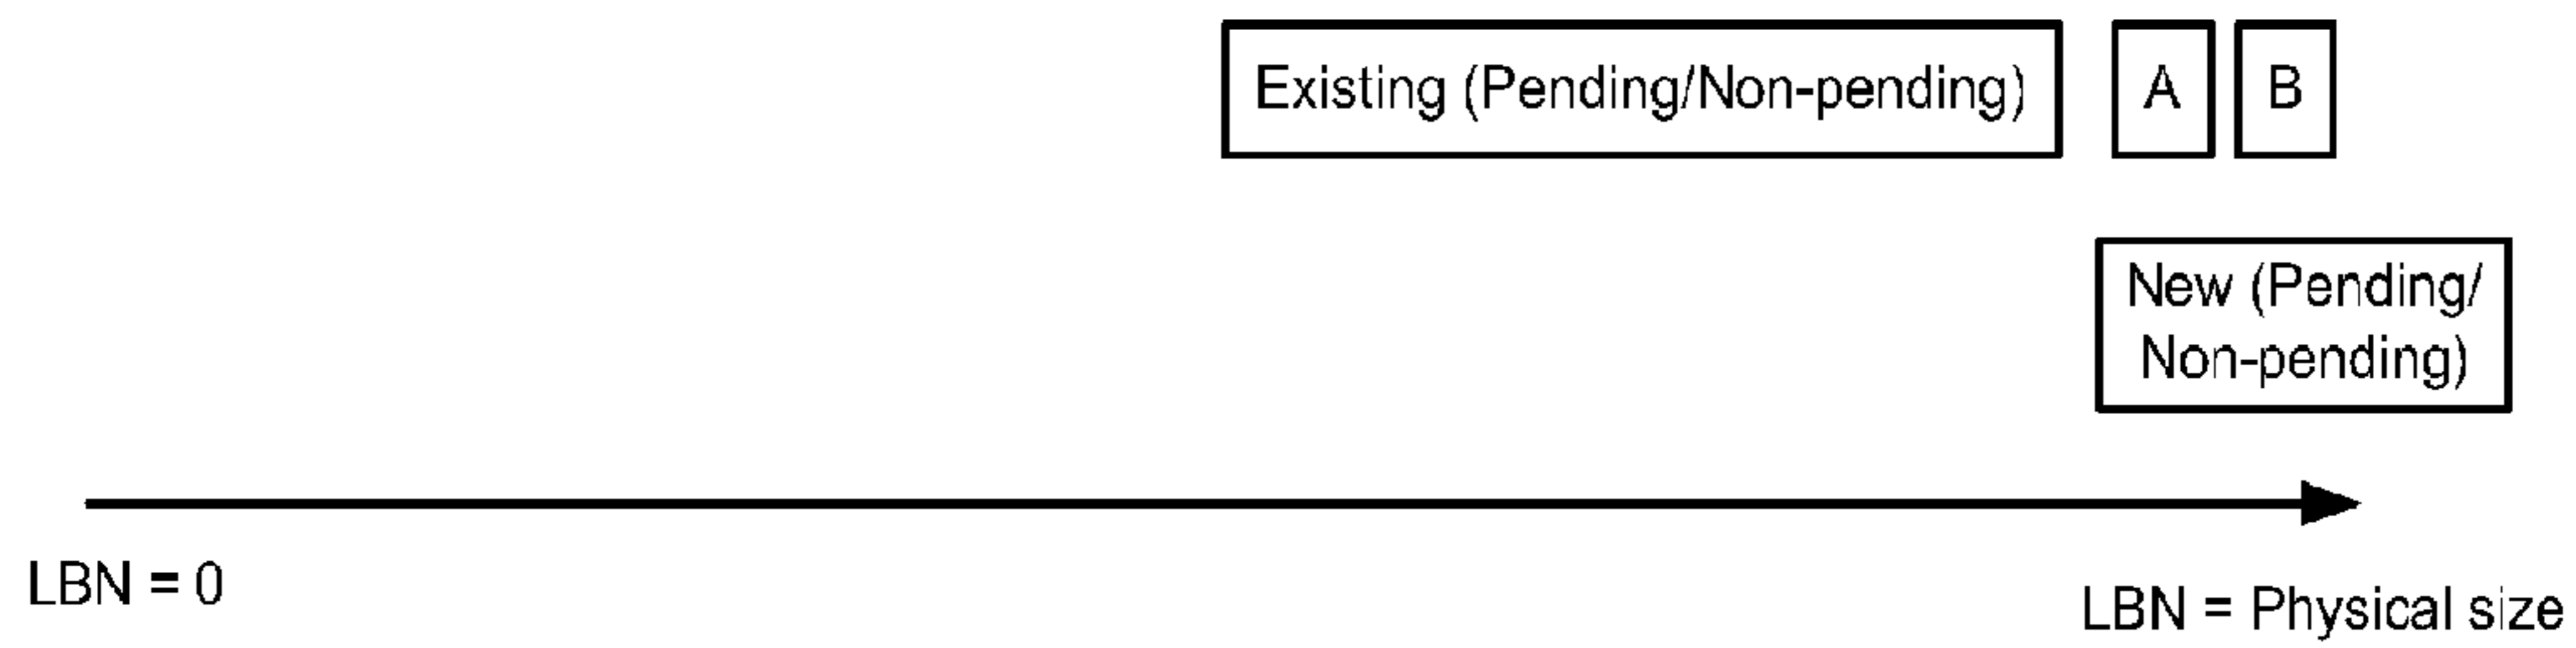 Existing (Pending/Non-pending)
A
B
New (Pending/
Non-pending)
LBN = 0
LBN = Physical size